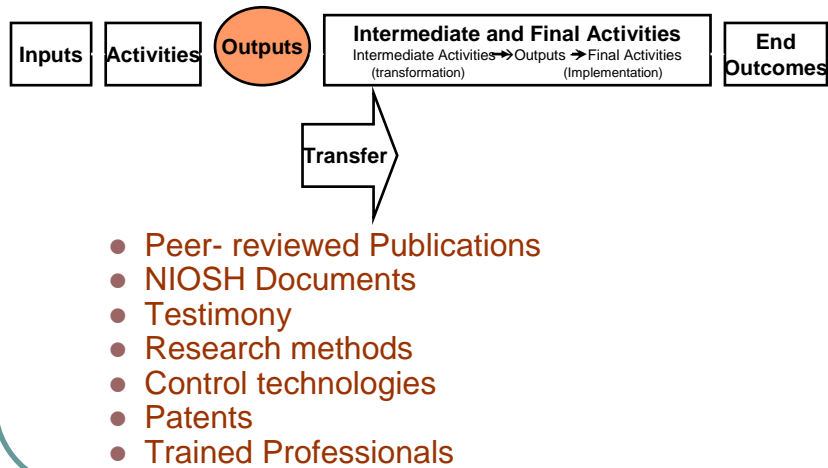 Inputs
Activities
Outputs
Intermediate and Final Activities
Intermediate Activities→Outputs →Final Activities
(transformation) (Implementation)
End
Outcomes
Transfer
● Peer- reviewed Publications
● NIOSH Documents
● Testimony
● Research methods
● Control technologies
● Patents
● Trained Professionals